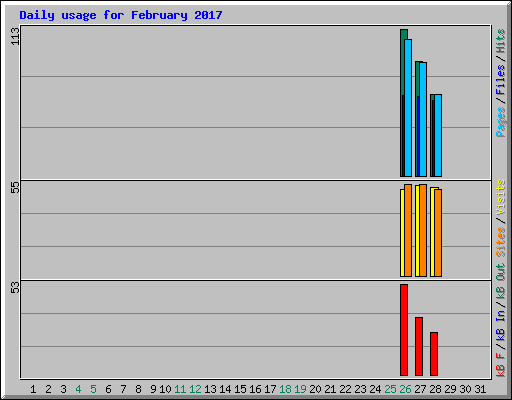 Daily usage for February 2017
113
Pages / Files / Hits
55
Sites / Visits
53
kB F / kB In / kB Out
1 2 3 4 5 6 7 8 9 10 11 12 13 14 15 16 17 18 19 20 21 22 23 24 25 26 27 28 29 30 31